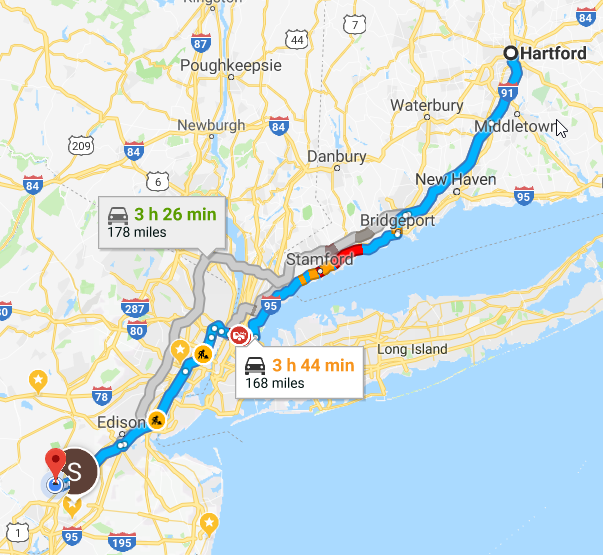 Kingston
84
7
44
87
Hartford
Poughkeepsie
91
Waterbury
84
Middletown
Newburgh
84
209
84
Danbury
6
84
New Haven
95
3 h 26 min
178 miles
Bridgeport
Stamford
287
95
80
Long Island
3 h 44 min
168 miles
78
Edison
S
1
95
195